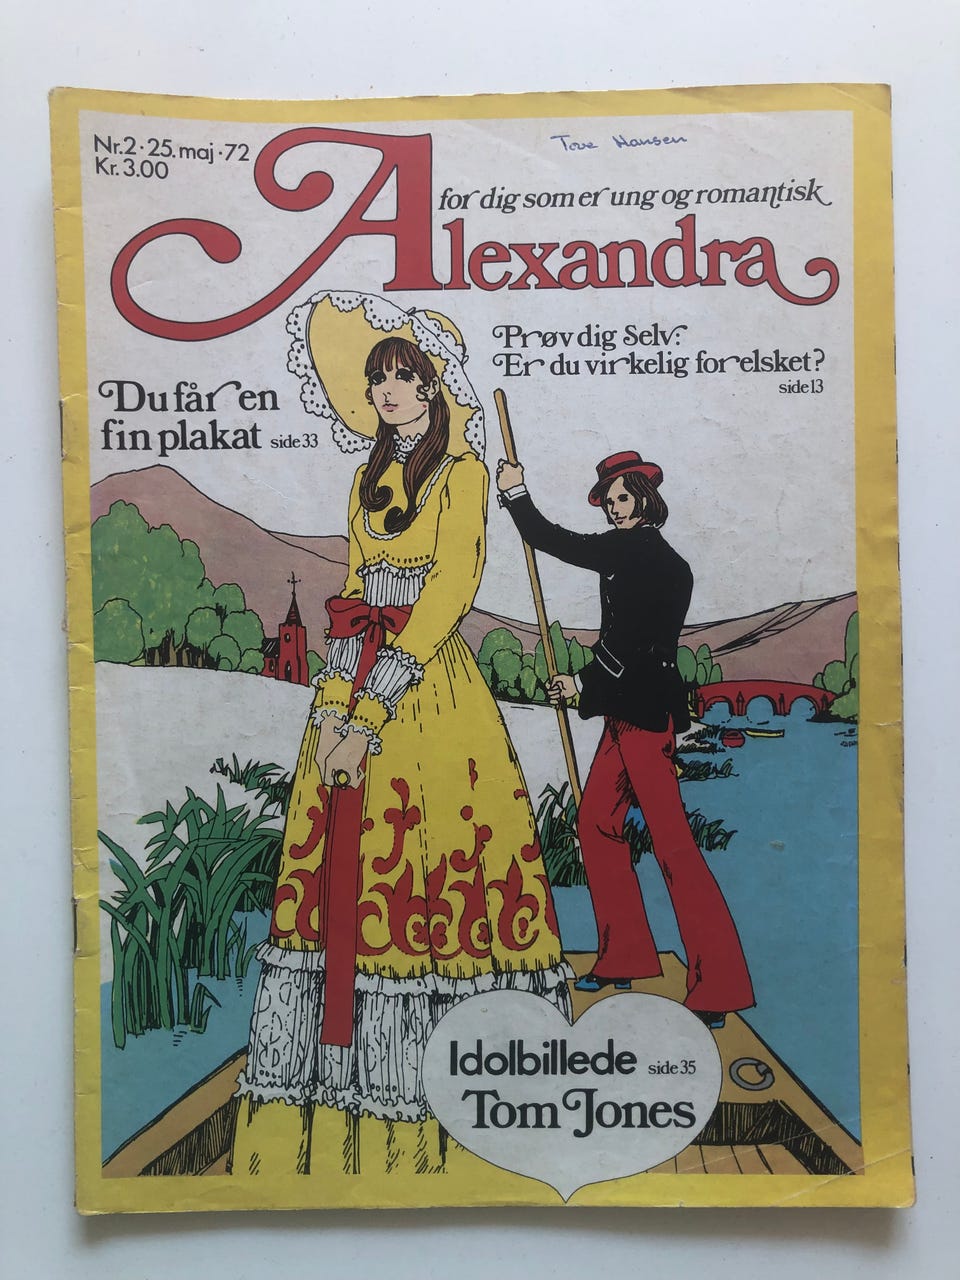 Nr.2·25.maj·72
Kr.3.00
Tove Hansen
for dig som er ung og romantisk
Alexandra
Prøv dig Selv:
Er du virkelig forelsket?
side 13
Du får en
fin plakat side 33
Idolbillede side 35
Tom Jones